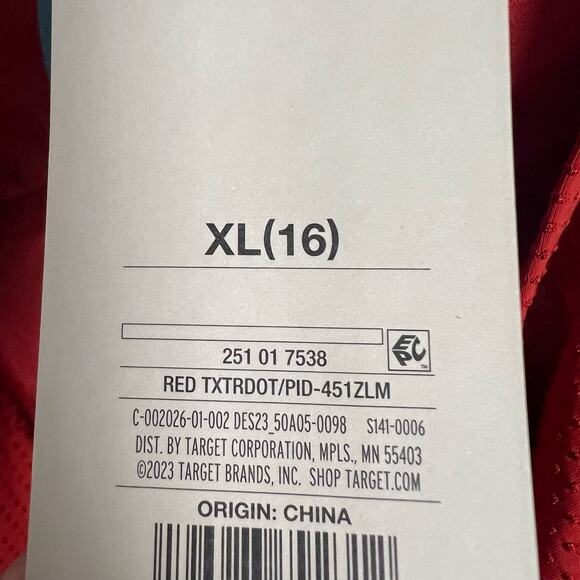 XL(16)
251 01 7538
EPC™
RED TXTRDOT/PID-451ZLM
C-002026-01-002 DES23_50A05-0098 S141-0006
DIST. BY TARGET CORPORATION, MPLS., MN 55403
©2023 TARGET BRANDS, INC. SHOP TARGET.COM
ORIGIN: CHINA